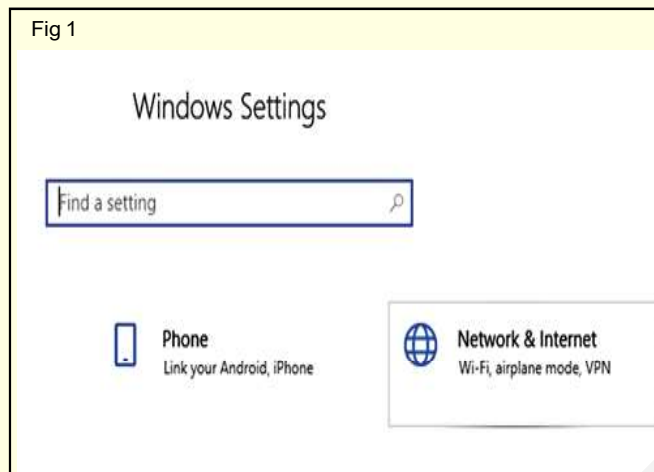 Fig 1
Windows Settings
Find a setting
Phone
Link your Android, iPhone
Network & Internet
Wi-Fi, airplane mode, VPN